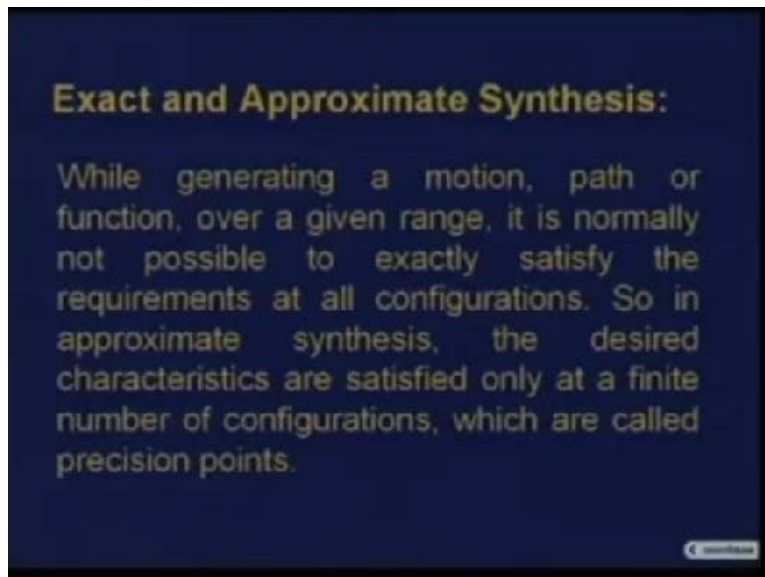 Exact and Approximate Synthesis:
While generating a motion, path or
function, over a given range, it is normally
not possible to exactly satisfy the
requirements at all configurations. So in
approximate synthesis, the desired
characteristics are satisfied only at a finite
number of configurations, which are called
precision points.